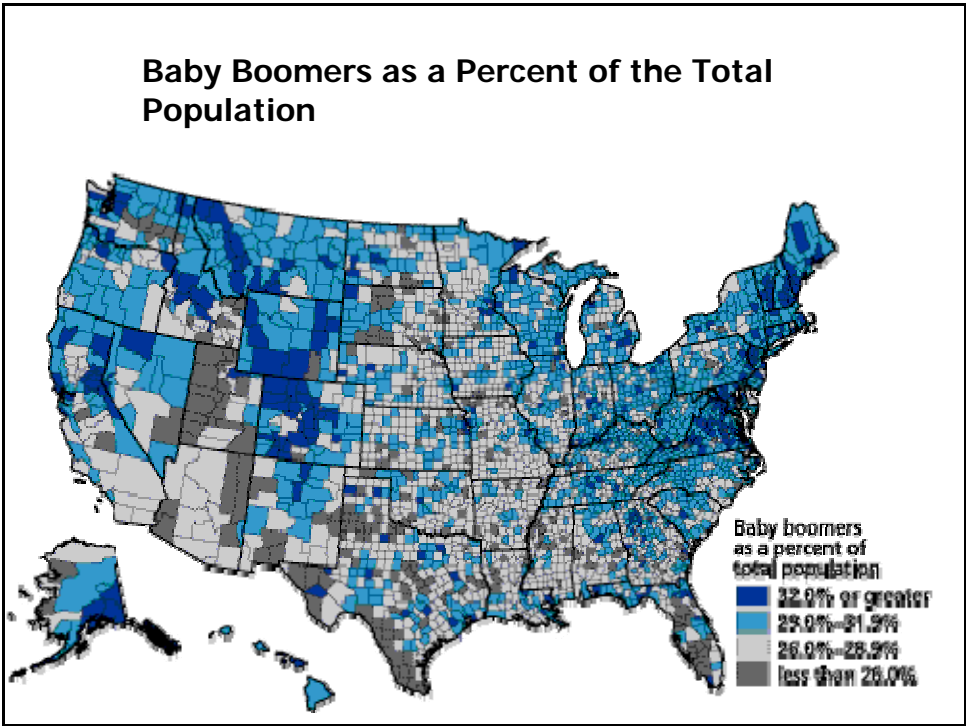 Baby Boomers as a Percent of the Total
Population
Baby boomers
as a percent of
total population
32.0% or greater
29.0%-31.9%
26.0%-28.9%
less than 26.0%